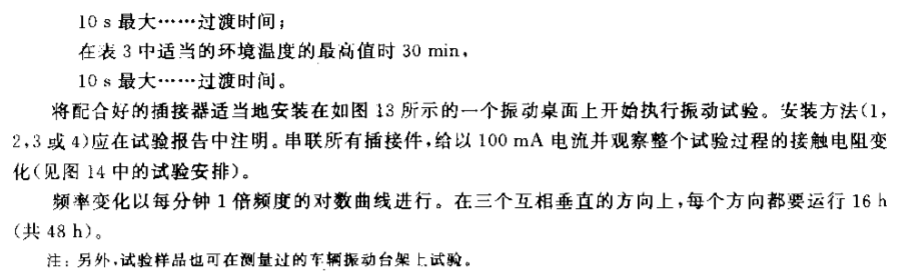 10 s 最大……过渡时间；
在表 3 中适当的环境温度的最高值时 30 min，
10 s 最大……过渡时间。
将配合好的插接器适当地安装在如图 13 所示的一个振动桌面上开始执行振动试验。安装方法(1，
2,3 或 4)应在试验报告中注明。串联所有插接件，给以 100 mA 电流并观察整个试验过程的接触电阻变
化(见图 14 中的试验安排)。
频率变化以每分钟 1 倍频度的对数曲线进行。在三个互相垂直的方向上，每个方向都要运行 16 h
(共 48 h)。
注：另外，试验样品也可在测量过的车辆振动台架上试验。